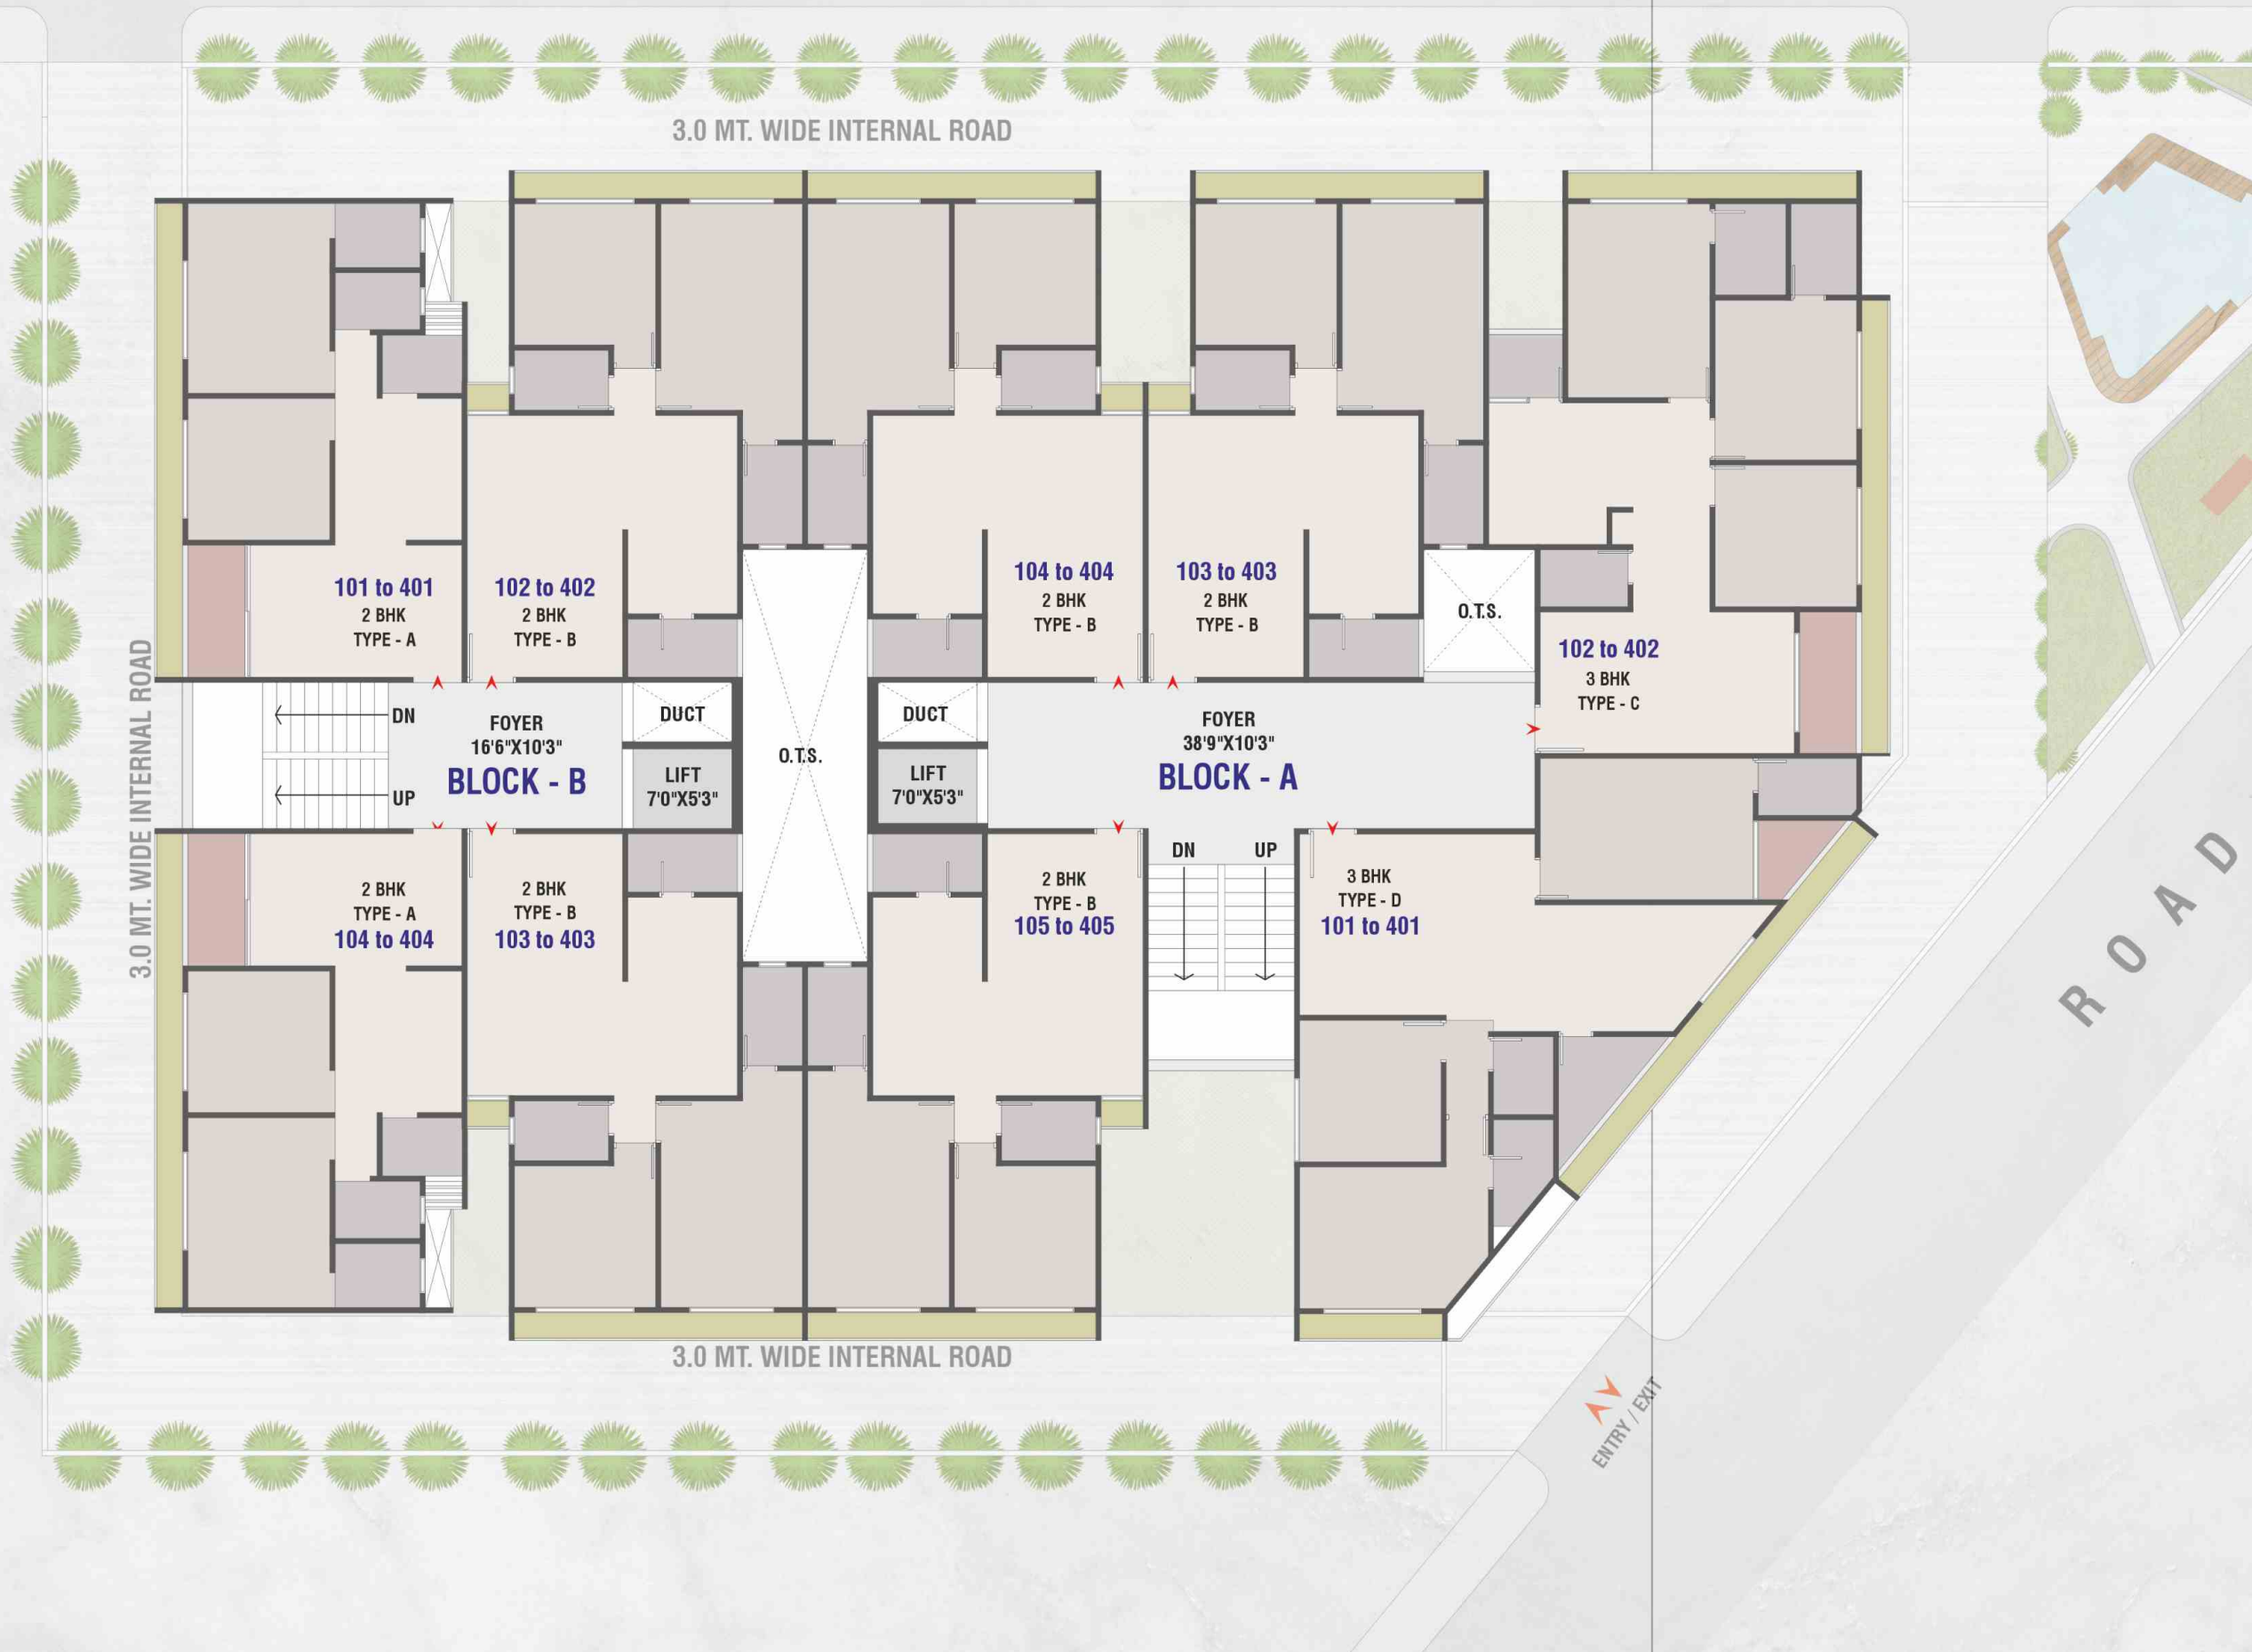 3.0 MT. WIDE INTERNAL ROAD
104 to 404
2 BHK
TYPE - B
103 to 403
2 BHK
TYPE - B
101 to 401
2 BHK
TYPE - A
102 to 402
2 BHK
TYPE - B
O.T.S.
102 to 402
3 BHK
TYPE - C
3.0 MT. WIDE INTERNAL ROAD
DN
UP
FOYER
16'6"X10'3"
BLOCK - B
DUCT
LIFT
7'0"X5'3"
O.T.S.
DUCT
LIFT
7'0"X5'3"
FOYER
38'9"X10'3"
BLOCK - A
DN
UP
2 BHK
TYPE - A
104 to 404
2 BHK
TYPE - B
103 to 403
2 BHK
TYPE - B
105 to 405
3 BHK
TYPE - D
101 to 401
ROAD
3.0 MT. WIDE INTERNAL ROAD
ENTRY / EXIT